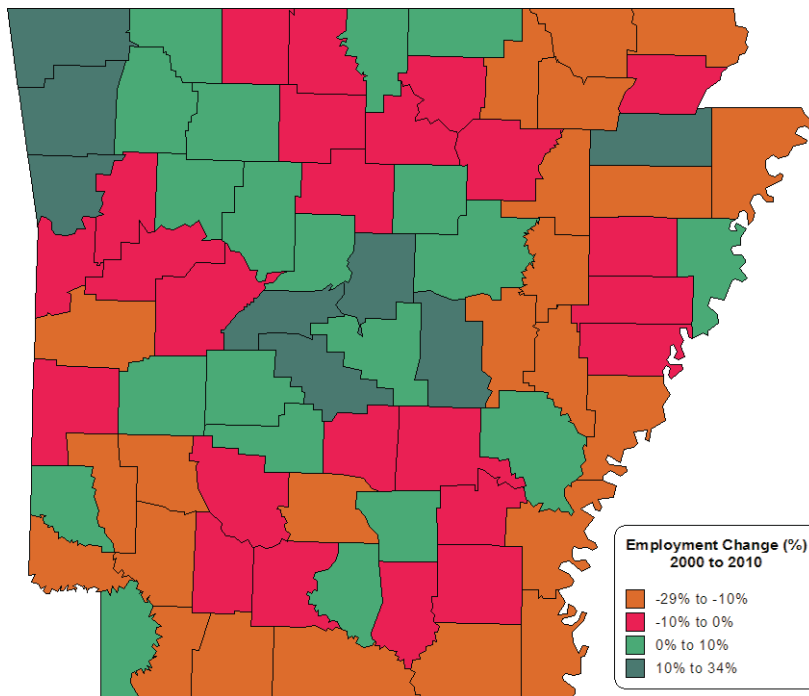 Employment Change (%)
2000 to 2010
-29% to -10%
-10% to 0%
0% to 10%
10% to 34%